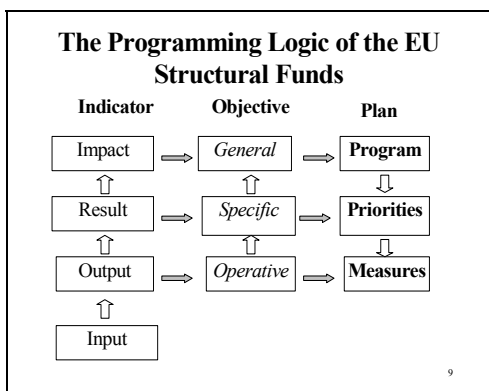 The Programming Logic of the EU
Structural Funds
Indicator Objective Plan
Impact General Program
Result Specific Priorities
Output Operative Measures
Input
9